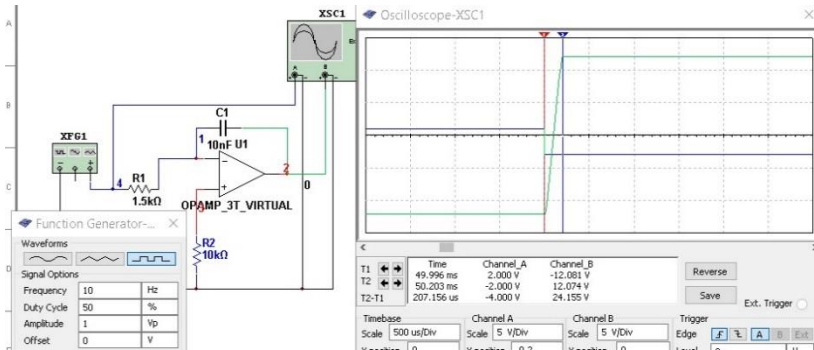 XSC1
Oscilloscope-XSC1
A
B
C
D
A
B
C1
XFG1
1
10nF U1
2
0
4
R1
1.5kΩ
OPAMP_3T_VIRTUAL
R2
10kΩ
Function Generator-...
Waveforms
Signal Options
Frequency 10 Hz
Duty Cycle 50 %
Amplitude 1 Vp
Offset 0 V
Time Channel_A Channel_B
T1 49.996 ms 2.000 V -12.081 V
T2 50.203 ms -2.000 V 12.074 V
T2-T1 207.156 us -4.000 V 24.155 V
Reverse
Save
Ext. Trigger
Timebase Channel A Channel B Trigger
Scale 500 us/Div Scale 5 V/Div Scale 5 V/Div Edge A B Ext